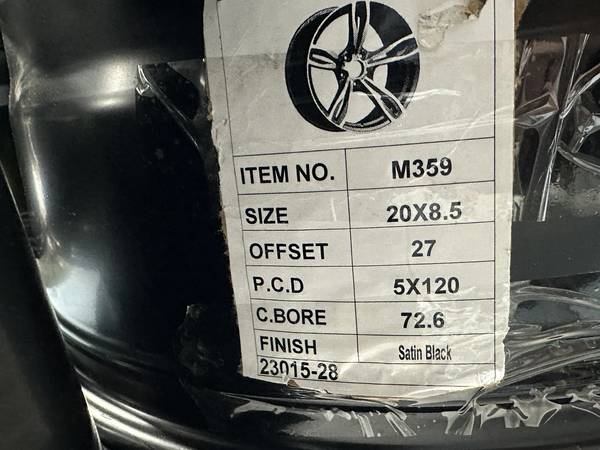 ITEM NO. M359
SIZE 20X8.5
OFFSET 27
P.C.D 5X120
C.BORE 72.6
FINISH Satin Black
23015-28